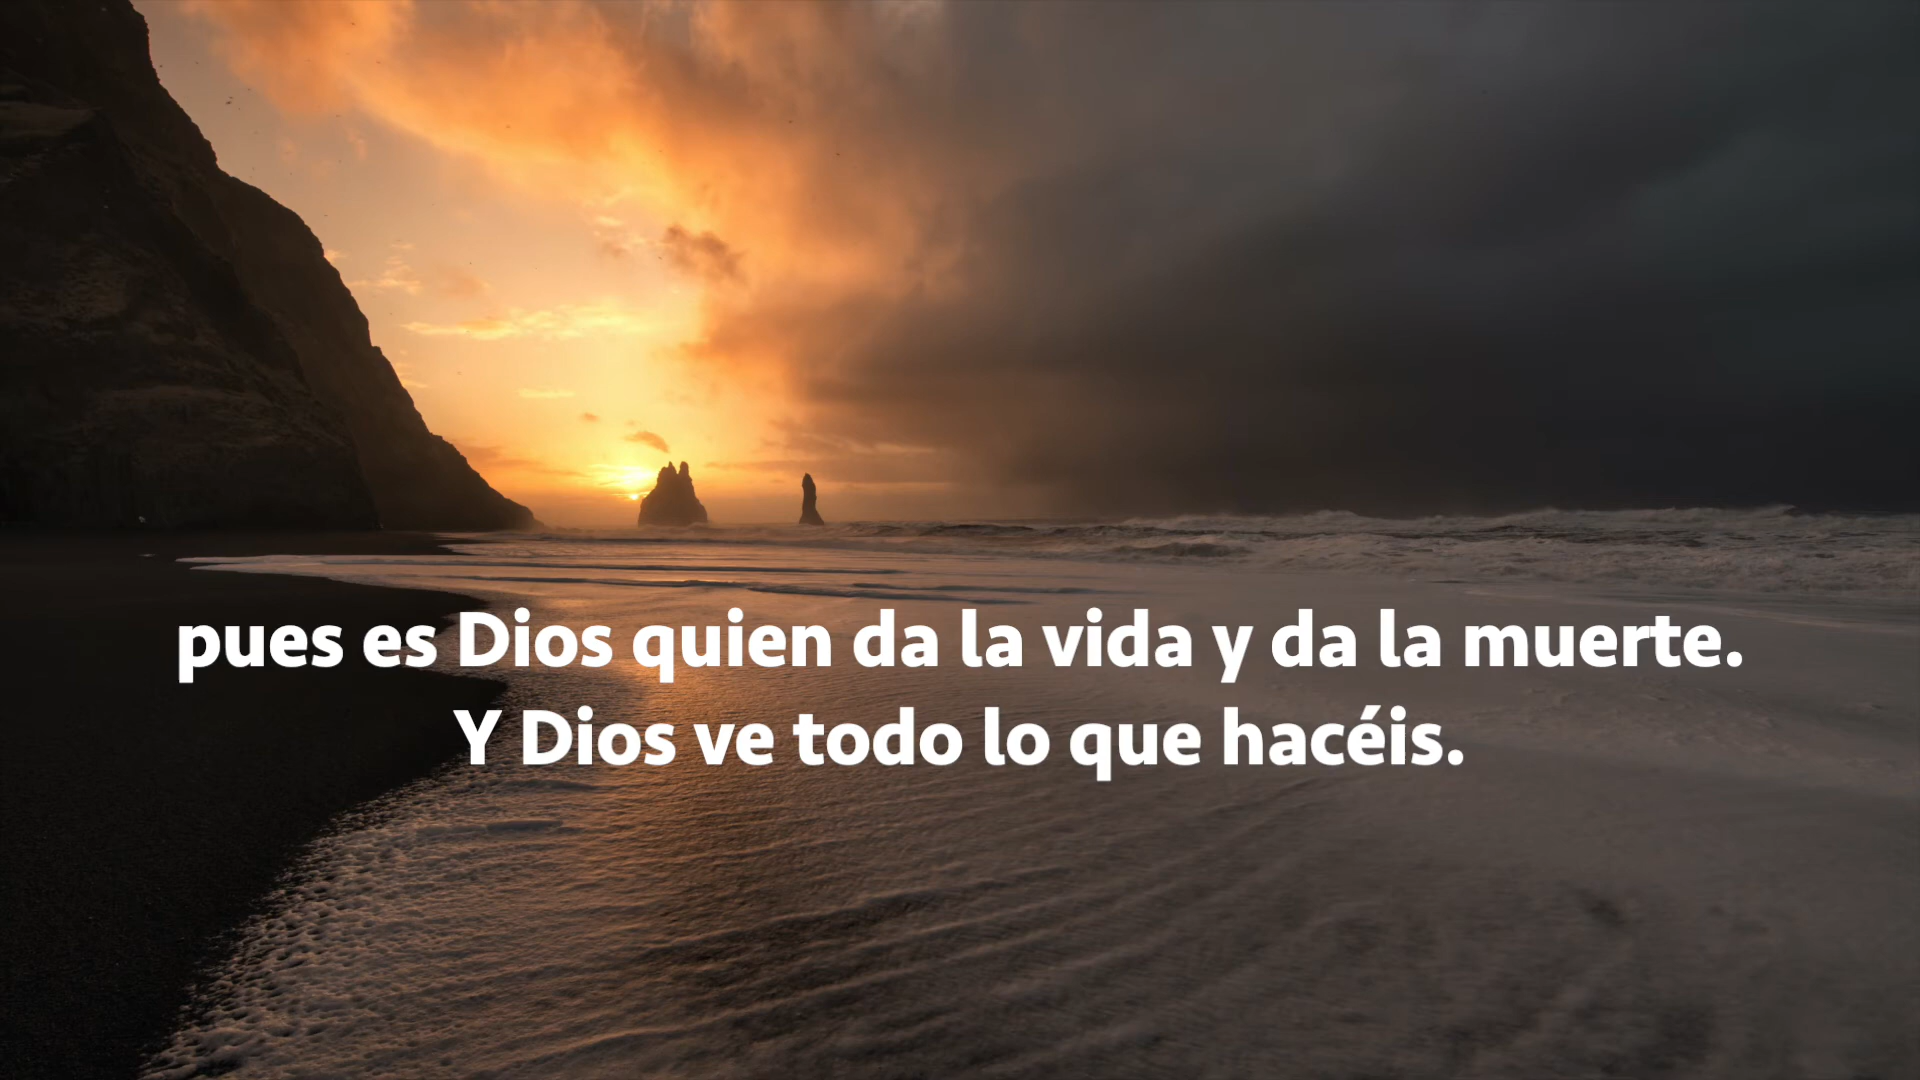 pues es Dios quien da la vida y da la muerte.
Y Dios ve todo lo que hacéis.